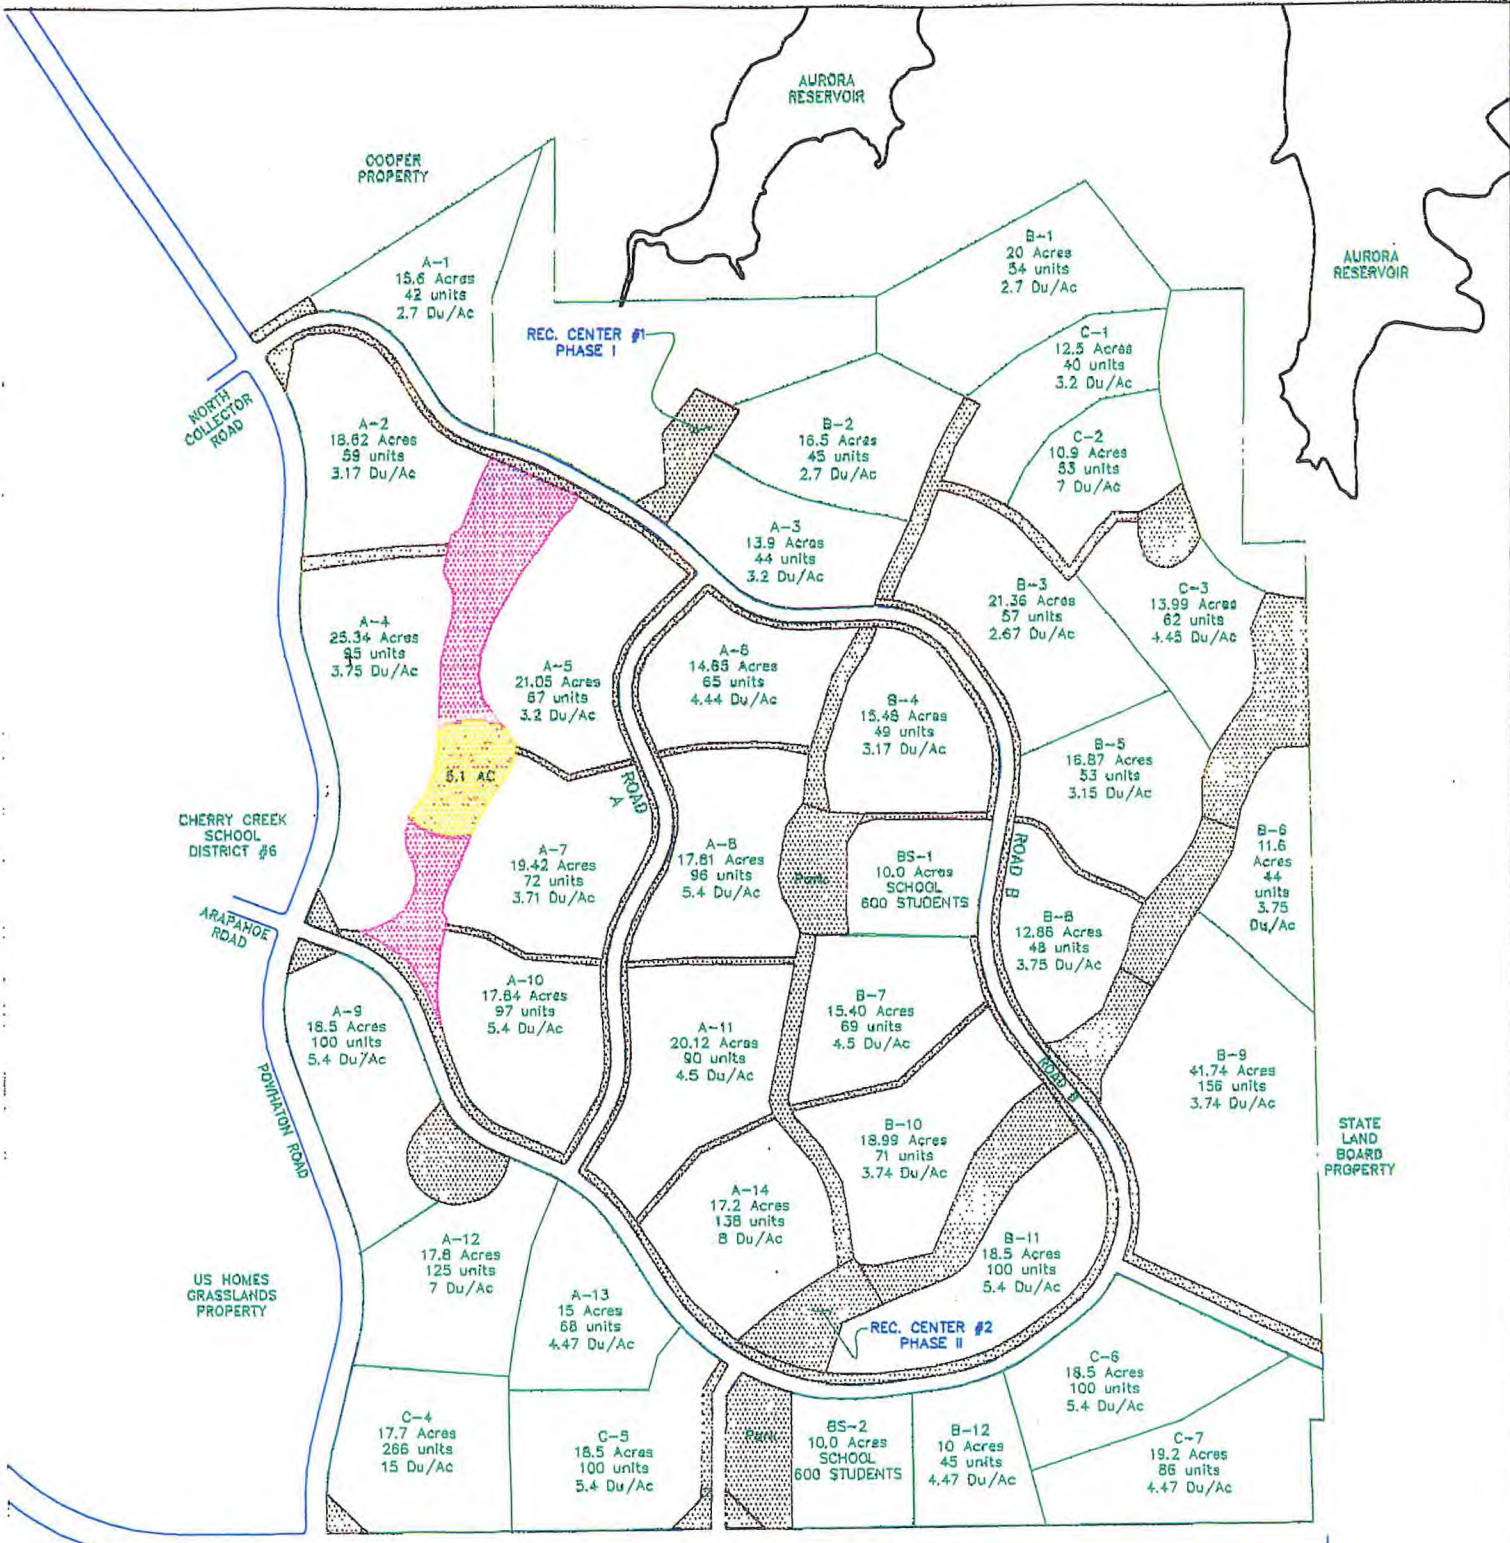 AURORA
RESERVOIR
COOPER
PROPERTY
AURORA
RESERVOIR
A-1
15.6 Acres
42 units
2.7 Du/Ac
B-1
20 Acres
54 units
2.7 Du/Ac
REC. CENTER #1
PHASE I
C-1
12.5 Acres
40 units
3.2 Du/Ac
NORTH
COLLECTOR
ROAD
A-2
18.62 Acres
59 units
3.17 Du/Ac
B-2
16.5 Acres
45 units
2.7 Du/Ac
C-2
10.9 Acres
53 units
7 Du/Ac
A-3
13.9 Acres
44 units
3.2 Du/Ac
B-3
21.36 Acres
57 units
2.67 Du/Ac
C-3
13.99 Acres
62 units
4.45 Du/Ac
A-4
25.34 Acres
95 units
3.75 Du/Ac
A-5
21.05 Acres
67 units
3.2 Du/Ac
A-6
14.65 Acres
65 units
4.44 Du/Ac
B-4
15.48 Acres
49 units
3.17 Du/Ac
B-5
16.87 Acres
53 units
3.15 Du/Ac
5.1 AC
ROAD
A
CHERRY CREEK
SCHOOL
DISTRICT #6
A-7
19.42 Acres
72 units
3.71 Du/Ac
A-8
17.81 Acres
96 units
5.4 Du/Ac
Park
BS-1
10.0 Acres
SCHOOL
600 STUDENTS
ROAD B
B-6
11.6
Acres
44
units
3.75
Du/Ac
ARAPAHOE
ROAD
B-8
12.86 Acres
48 units
3.75 Du/Ac
A-9
18.5 Acres
100 units
5.4 Du/Ac
A-10
17.84 Acres
97 units
5.4 Du/Ac
A-11
20.12 Acres
90 units
4.5 Du/Ac
B-7
15.40 Acres
69 units
4.5 Du/Ac
ROAD B
B-9
41.74 Acres
156 units
3.74 Du/Ac
POWHATON ROAD
B-10
18.99 Acres
71 units
3.74 Du/Ac
STATE
LAND
BOARD
PROPERTY
A-14
17.2 Acres
138 units
8 Du/Ac
A-12
17.8 Acres
125 units
7 Du/Ac
B-11
18.5 Acres
100 units
5.4 Du/Ac
US HOMES
GRASSLANDS
PROPERTY
A-13
15 Acres
68 units
4.47 Du/Ac
REC. CENTER #2
PHASE II
C-6
18.5 Acres
100 units
5.4 Du/Ac
C-4
17.7 Acres
266 units
15 Du/Ac
C-5
18.5 Acres
100 units
5.4 Du/Ac
Park
BS-2
10.0 Acres
SCHOOL
600 STUDENTS
B-12
10 Acres
45 units
4.47 Du/Ac
C-7
19.2 Acres
86 units
4.47 Du/Ac